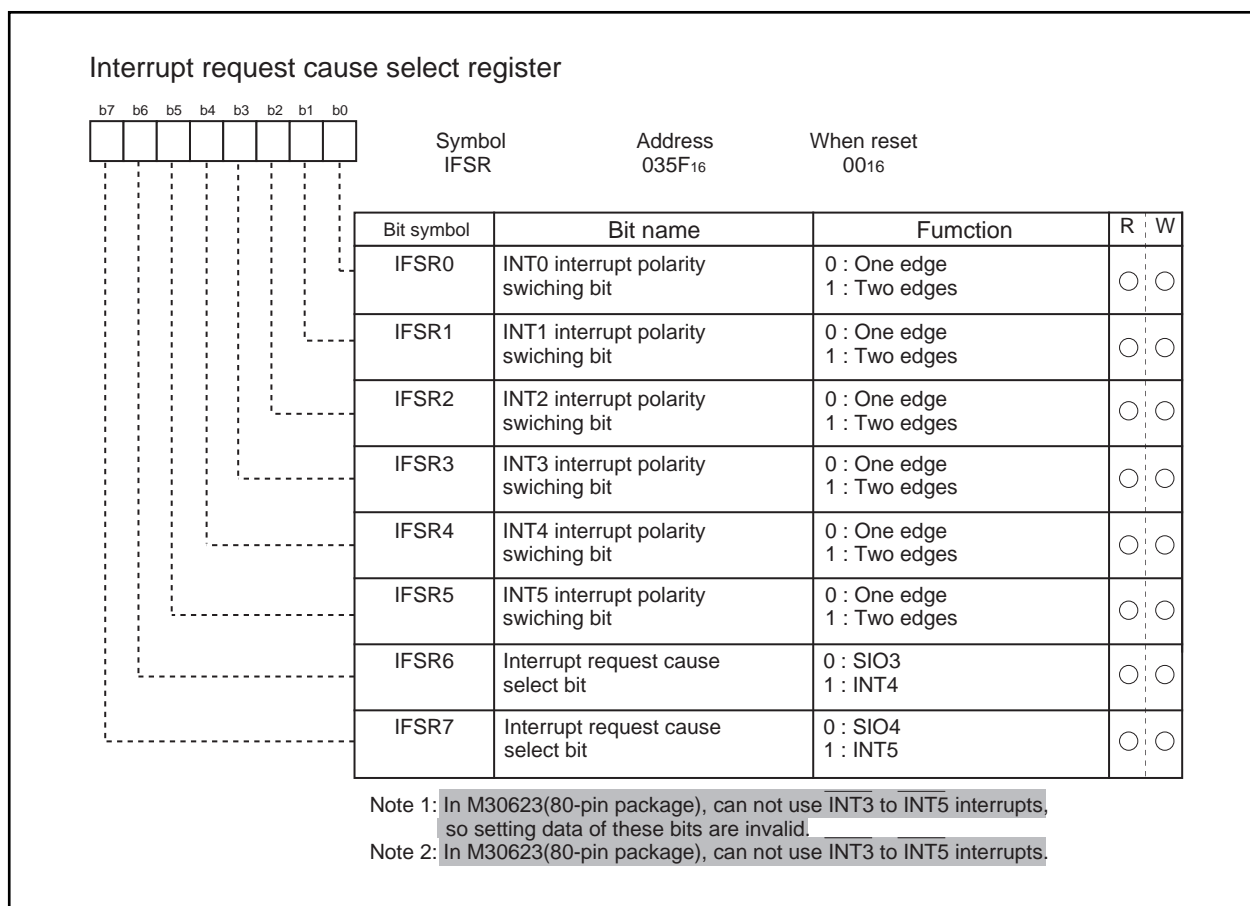 Interrupt request cause select register
b7 b6 b5 b4 b3 b2 b1 b0
Symbol Address When reset
IFSR 035F16 0016
Bit symbol Bit name Fumction R W
IFSR0 INT0 interrupt polarity 0 : One edge
swiching bit 1 : Two edges
IFSR1 INT1 interrupt polarity 0 : One edge
swiching bit 1 : Two edges
IFSR2 INT2 interrupt polarity 0 : One edge
swiching bit 1 : Two edges
IFSR3 INT3 interrupt polarity 0 : One edge
swiching bit 1 : Two edges
IFSR4 INT4 interrupt polarity 0 : One edge
swiching bit 1 : Two edges
IFSR5 INT5 interrupt polarity 0 : One edge
swiching bit 1 : Two edges
IFSR6 Interrupt request cause 0 : SIO3
select bit 1 : INT4
IFSR7 Interrupt request cause 0 : SIO4
select bit 1 : INT5
Note 1: In M30623(80-pin package), can not use INT3 to INT5 interrupts,
so setting data of these bits are invalid.
Note 2: In M30623(80-pin package), can not use INT3 to INT5 interrupts.